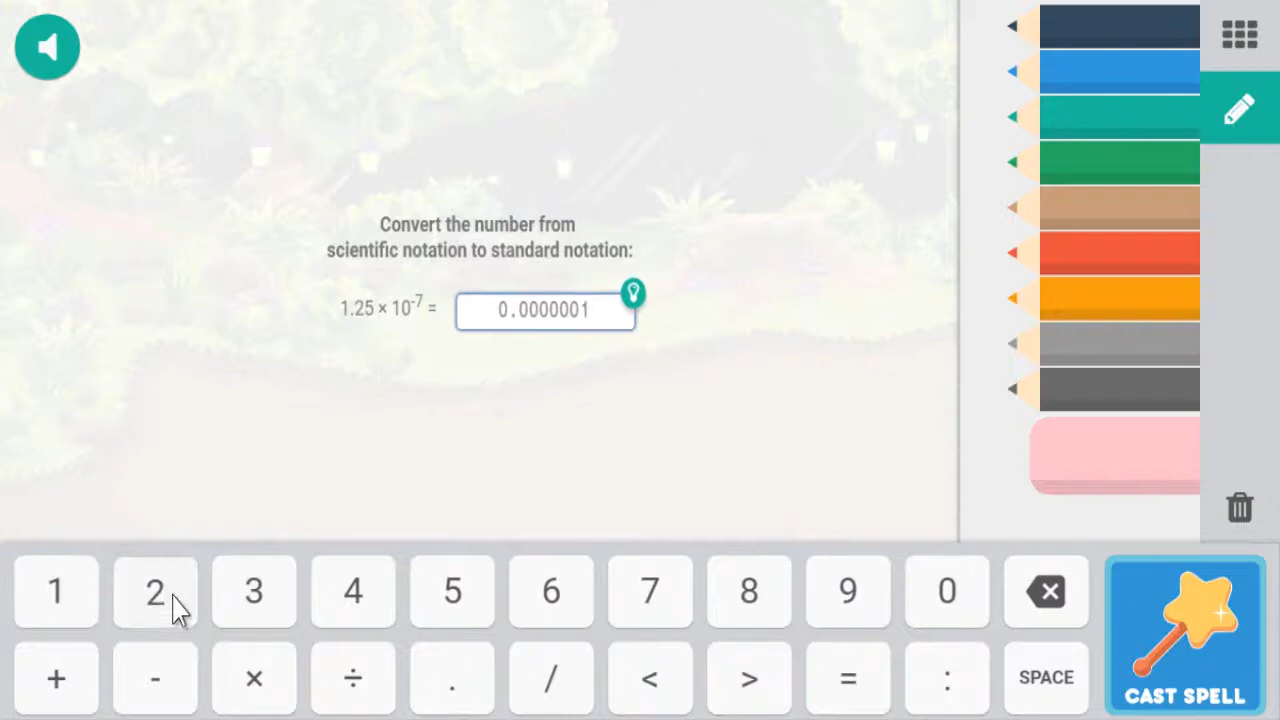 Convert the number from
scientific notation to standard notation:
1.25 × 10⁻⁷ = 0.0000001
1 2 3 4 5 6 7 8 9 0
+ - × ÷ . / < > = : SPACE
CAST SPELL